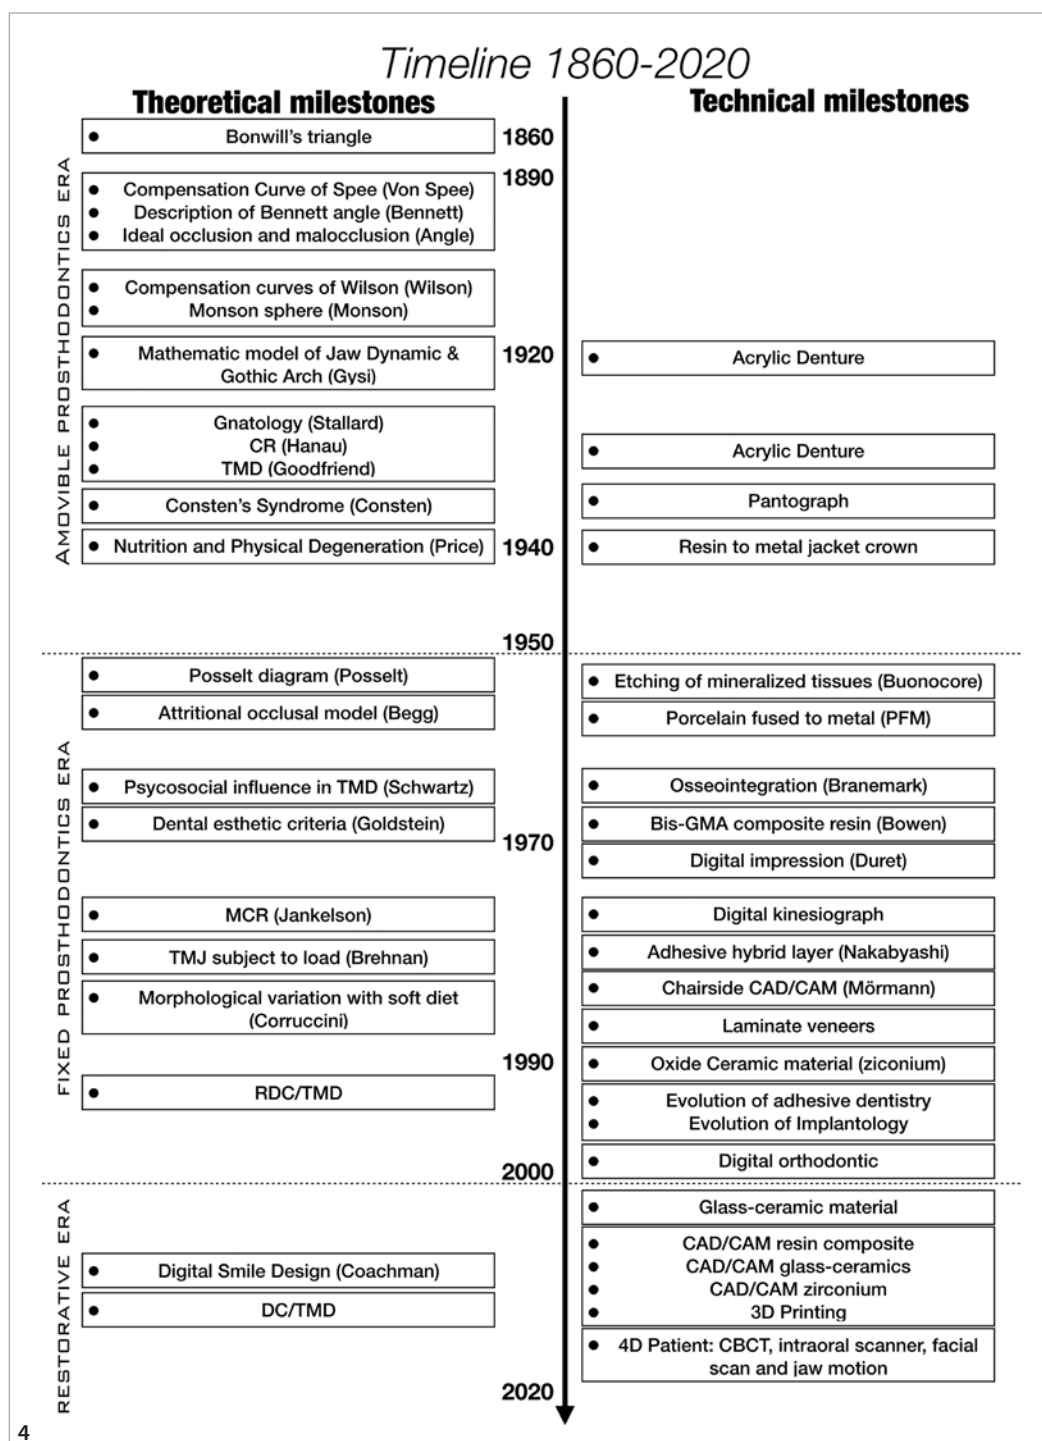 Timeline 1860-2020
Theoretical milestones
Technical milestones
AMOVIBLE PROSTHODONTICS ERA
• Bonwill's triangle
1860
1890
• Compensation Curve of Spee (Von Spee)
• Description of Bennett angle (Bennett)
• Ideal occlusion and malocclusion (Angle)
• Compensation curves of Wilson (Wilson)
• Monson sphere (Monson)
• Mathematic model of Jaw Dynamic &
Gothic Arch (Gysi)
1920
• Acrylic Denture
• Gnatology (Stallard)
• CR (Hanau)
• TMD (Goodfriend)
• Acrylic Denture
• Consten's Syndrome (Consten)
• Pantograph
• Nutrition and Physical Degeneration (Price)
1940
• Resin to metal jacket crown
1950
FIXED PROSTHODONTICS ERA
• Posselt diagram (Posselt)
• Etching of mineralized tissues (Buonocore)
• Attritional occlusal model (Begg)
• Porcelain fused to metal (PFM)
• Psycosocial influence in TMD (Schwartz)
• Osseointegration (Branemark)
• Dental esthetic criteria (Goldstein)
• Bis-GMA composite resin (Bowen)
1970
• Digital impression (Duret)
• MCR (Jankelson)
• Digital kinesiograph
• TMJ subject to load (Brehnan)
• Adhesive hybrid layer (Nakabyashi)
• Morphological variation with soft diet
(Corruccini)
• Chairside CAD/CAM (Mörmann)
• Laminate veneers
1990
• Oxide Ceramic material (ziconium)
• RDC/TMD
• Evolution of adhesive dentistry
• Evolution of Implantology
• Digital orthodontic
2000
RESTORATIVE ERA
• Glass-ceramic material
• Digital Smile Design (Coachman)
• CAD/CAM resin composite
• CAD/CAM glass-ceramics
• CAD/CAM zirconium
• 3D Printing
• DC/TMD
• 4D Patient: CBCT, intraoral scanner, facial
scan and jaw motion
2020
4